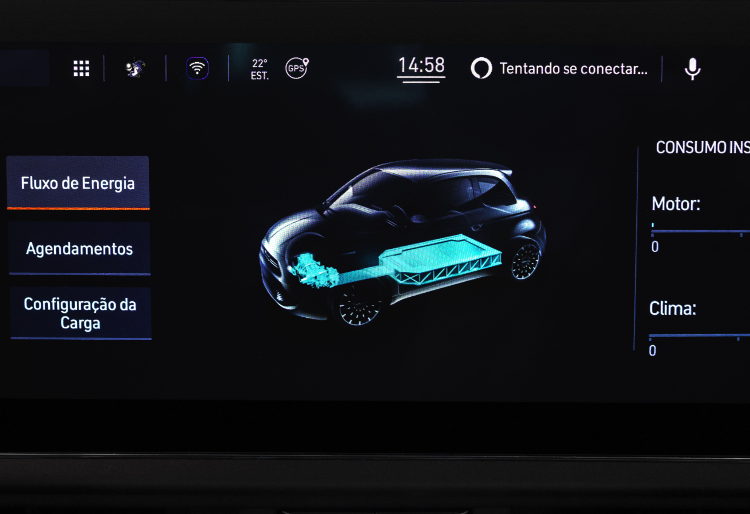 22°
EST.
GPS
14:58
Tentando se conectar...
Fluxo de Energia
Agendamentos
Configuração da
Carga
CONSUMO INS
Motor:
0
Clima:
0